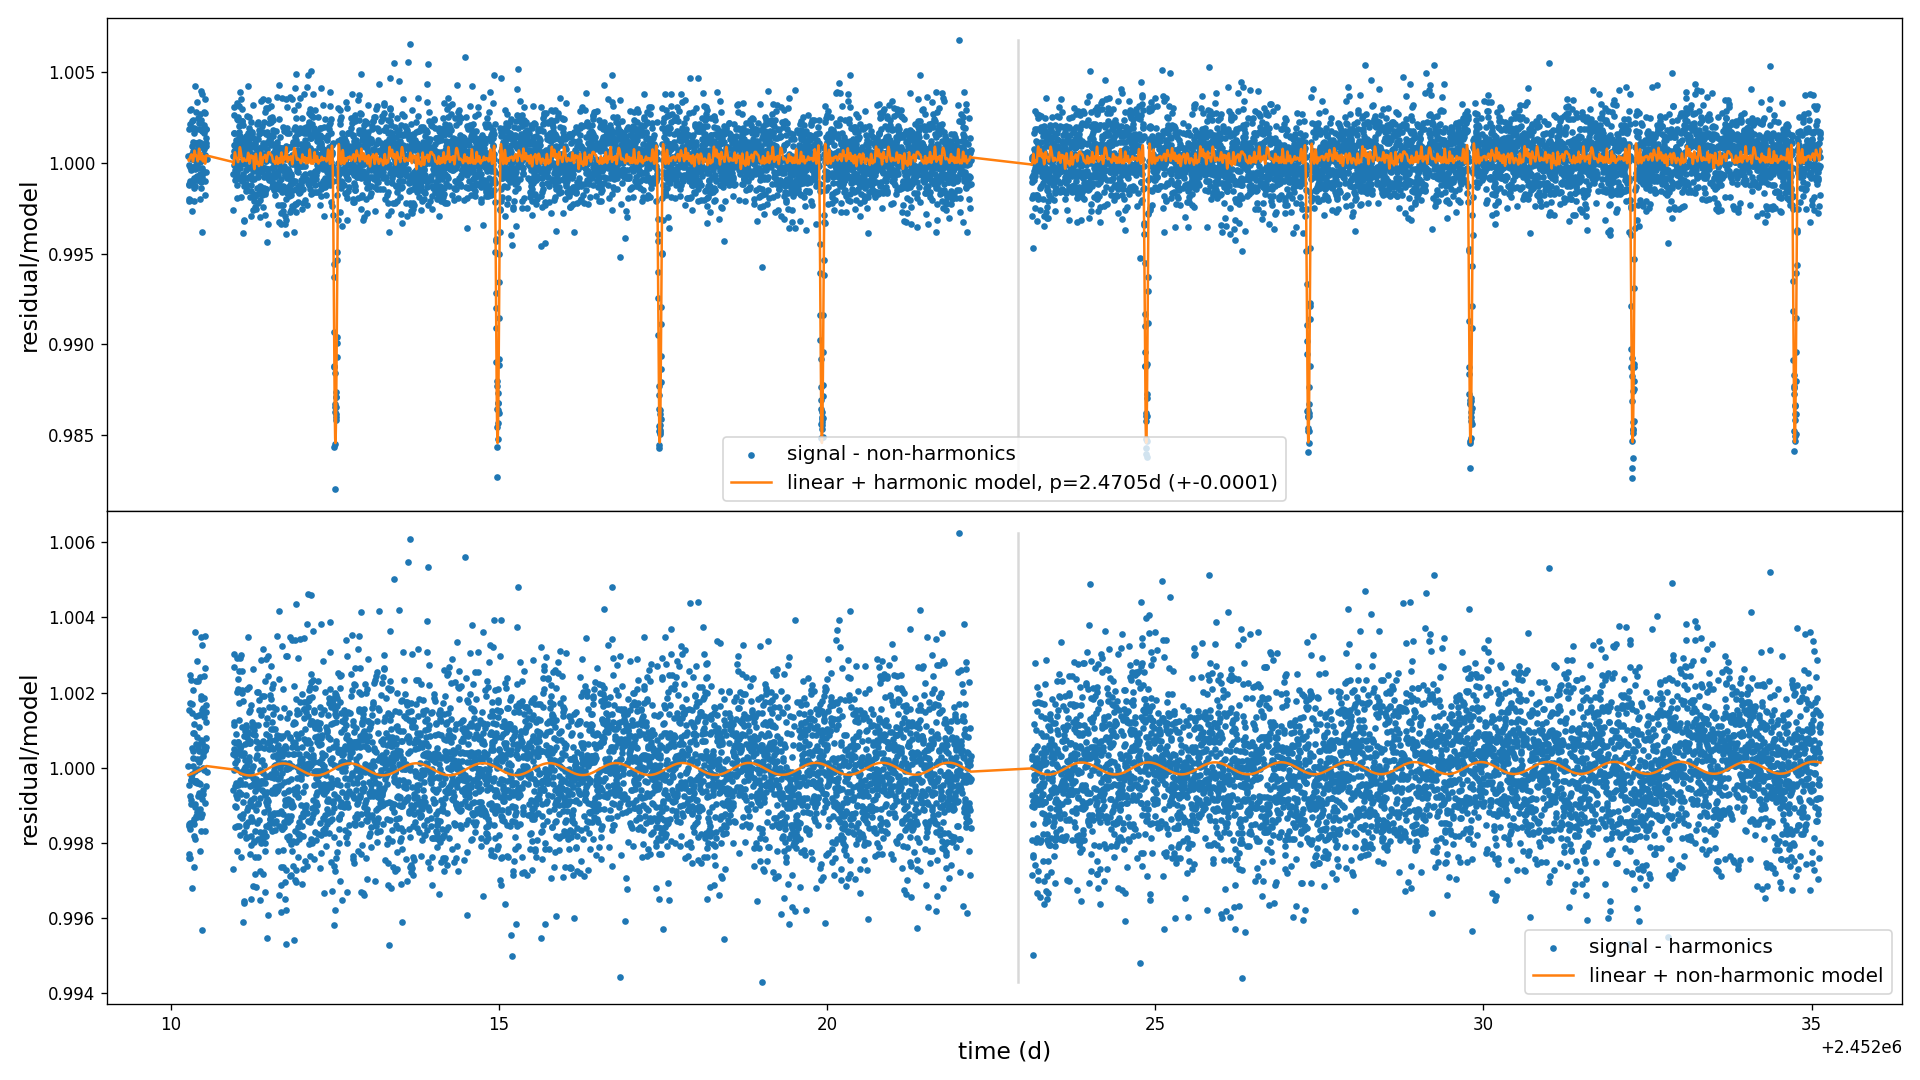 1.005
1.000
0.995
0.990
0.985
residual/model
signal - non-harmonics
linear + harmonic model, p=2.4705d (+-0.0001)
1.006
1.004
1.002
1.000
0.998
0.996
0.994
residual/model
signal - harmonics
linear + non-harmonic model
10
15
20
25
30
35
time (d)
+2.452e6